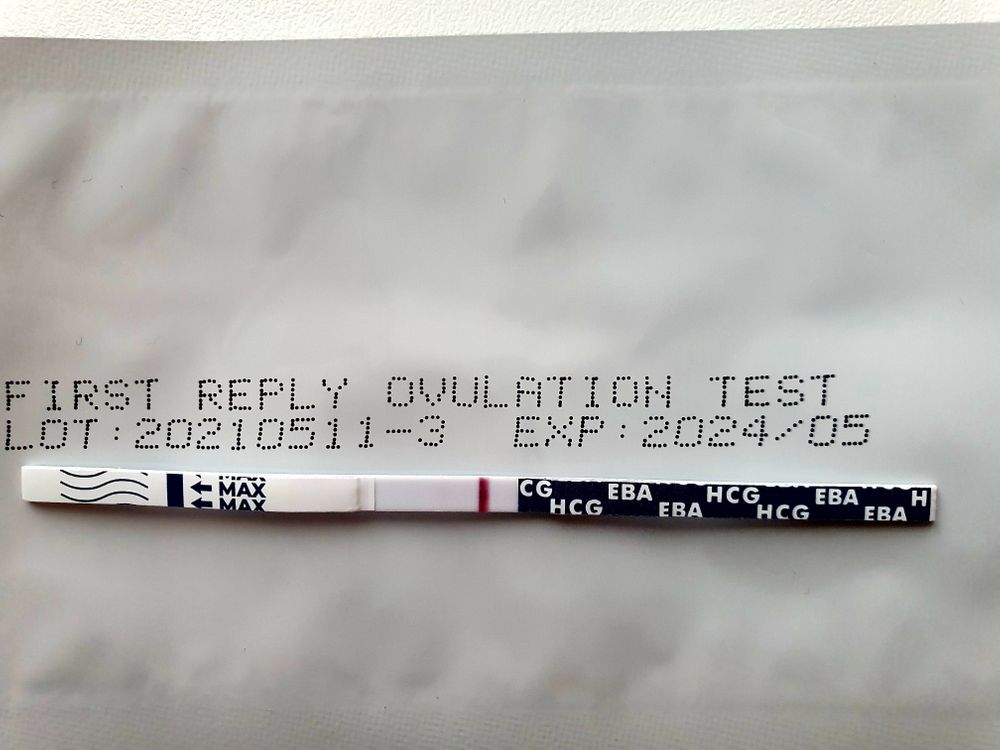 FIRST REPLY OVULATION TEST
LOT:20210511-3 EXP:2024/05
MAX
MAX
MAX
CG EBA HCG EBA H
HCG EBA HCG EBA